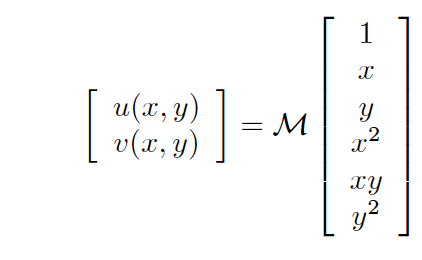 [ u(x, y)
v(x, y) ] = ℳ [ 1
x
y
x²
xy
y² ]